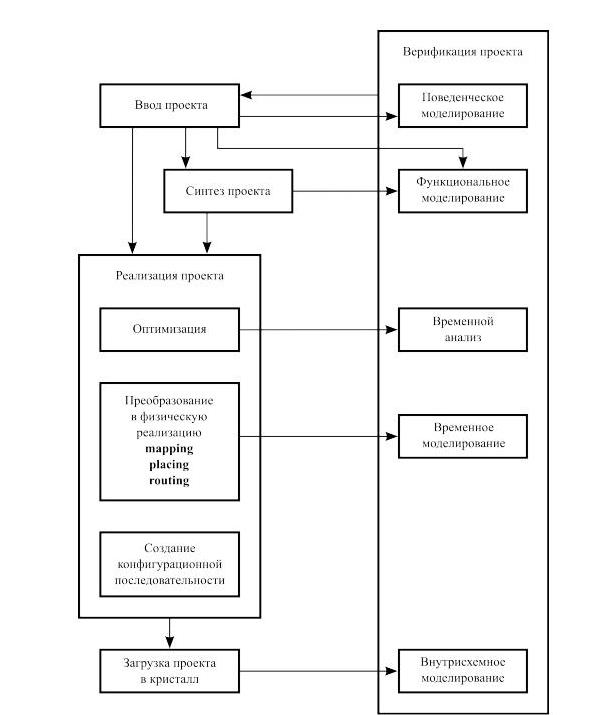 Верификация проекта
Ввод проекта
Поведенческое
моделирование
Синтез проекта
Функциональное
моделирование
Реализация проекта
Оптимизация
Временной
анализ
Преобразование
в физическую
реализацию
mapping
placing
routing
Временное
моделирование
Создание
конфигурационной
последовательности
Загрузка проекта
в кристалл
Внутрисхемное
моделирование